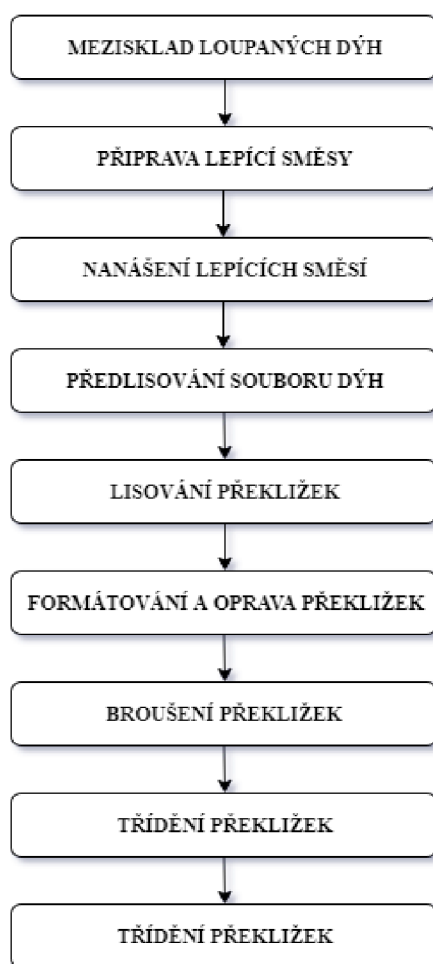 MEZISKLAD LOUPANÝCH DÝH
PŘIPRAVA LEPÍCÍ SMĚSY
NANÁŠENÍ LEPÍCÍCH SMĚSÍ
PŘEDLISOVÁNÍ SOUBORU DÝH
LISOVÁNÍ PŘEKLIŽEK
FORMÁTOVÁNÍ A OPRAVA PŘEKLIŽEK
BROUŠENÍ PŘEKLIŽEK
TŘÍDĚNÍ PŘEKLIŽEK
TŘÍDĚNÍ PŘEKLIŽEK